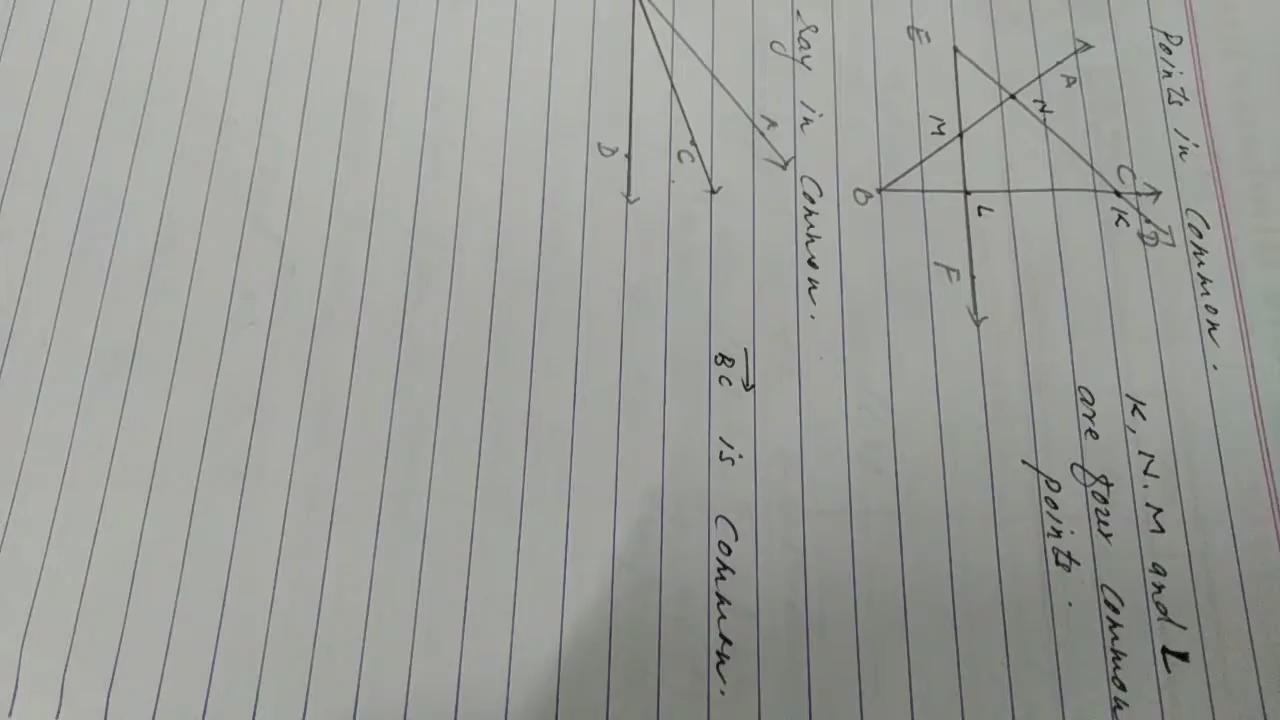 Points in Common.
K, N. M and L
are four common
points.
A
N
C
K
D
E
M
L
F
B
Ray in Common.
A
C
D
BC is Common.